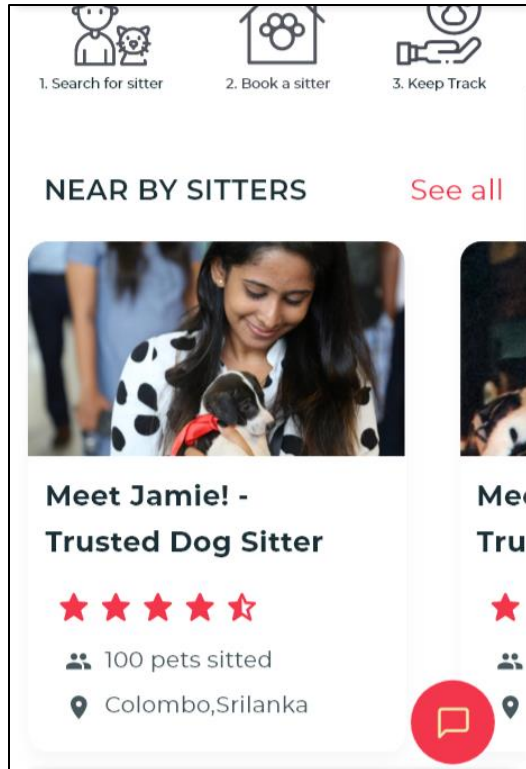 1. Search for sitter
2. Book a sitter
3. Keep Track
NEAR BY SITTERS
See all
Meet Jamie! -
Trusted Dog Sitter
100 pets sitted
Colombo,Srilanka